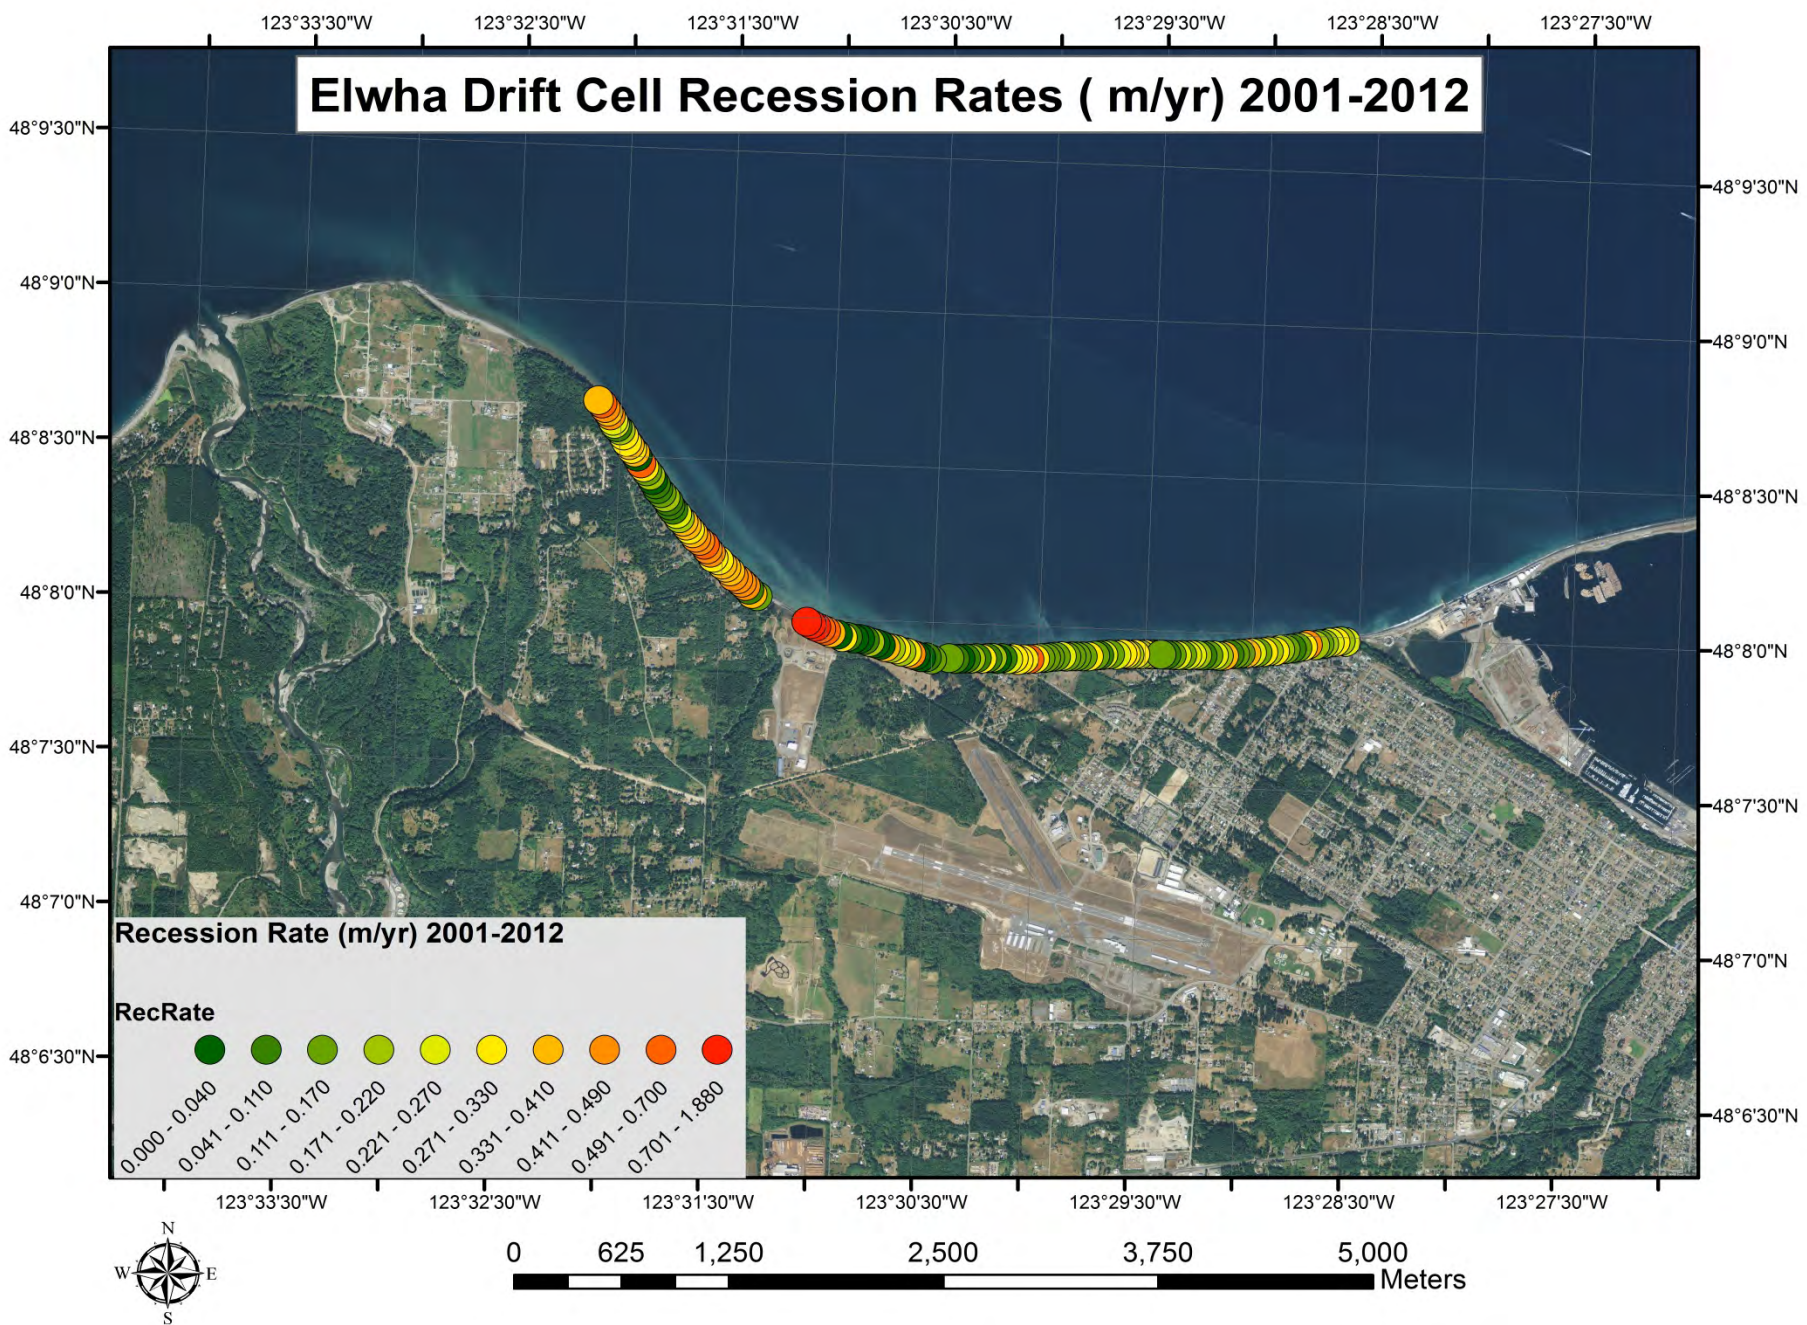 123°33'30"W 123°32'30"W 123°31'30"W 123°30'30"W 123°29'30"W 123°28'30"W 123°27'30"W
Elwha Drift Cell Recession Rates ( m/yr) 2001-2012
48°9'30"N
48°9'30"N
48°9'0"N
48°9'0"N
48°8'30"N
48°8'30"N
48°8'0"N
48°8'0"N
48°7'30"N
48°7'30"N
48°7'0"N
48°7'0"N
48°6'30"N
48°6'30"N
Recession Rate (m/yr) 2001-2012
RecRate
0.000 - 0.040
0.041 - 0.110
0.111 - 0.170
0.171 - 0.220
0.221 - 0.270
0.271 - 0.330
0.331 - 0.410
0.411 - 0.490
0.491 - 0.700
0.701 - 1.880
123°33'30"W 123°32'30"W 123°31'30"W 123°30'30"W 123°29'30"W 123°28'30"W 123°27'30"W
N
W E
S
0 625 1,250 2,500 3,750 5,000
Meters